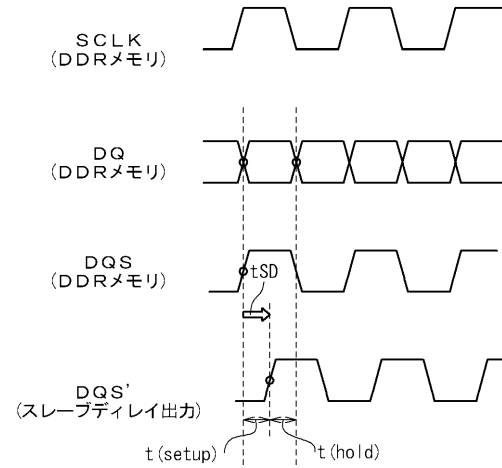 SCLK
(DDRメモリ)
DQ
(DDRメモリ)
DQS
(DDRメモリ)
tSD
DQS'
(スレーブディレイ出力)
t(setup)
t(hold)